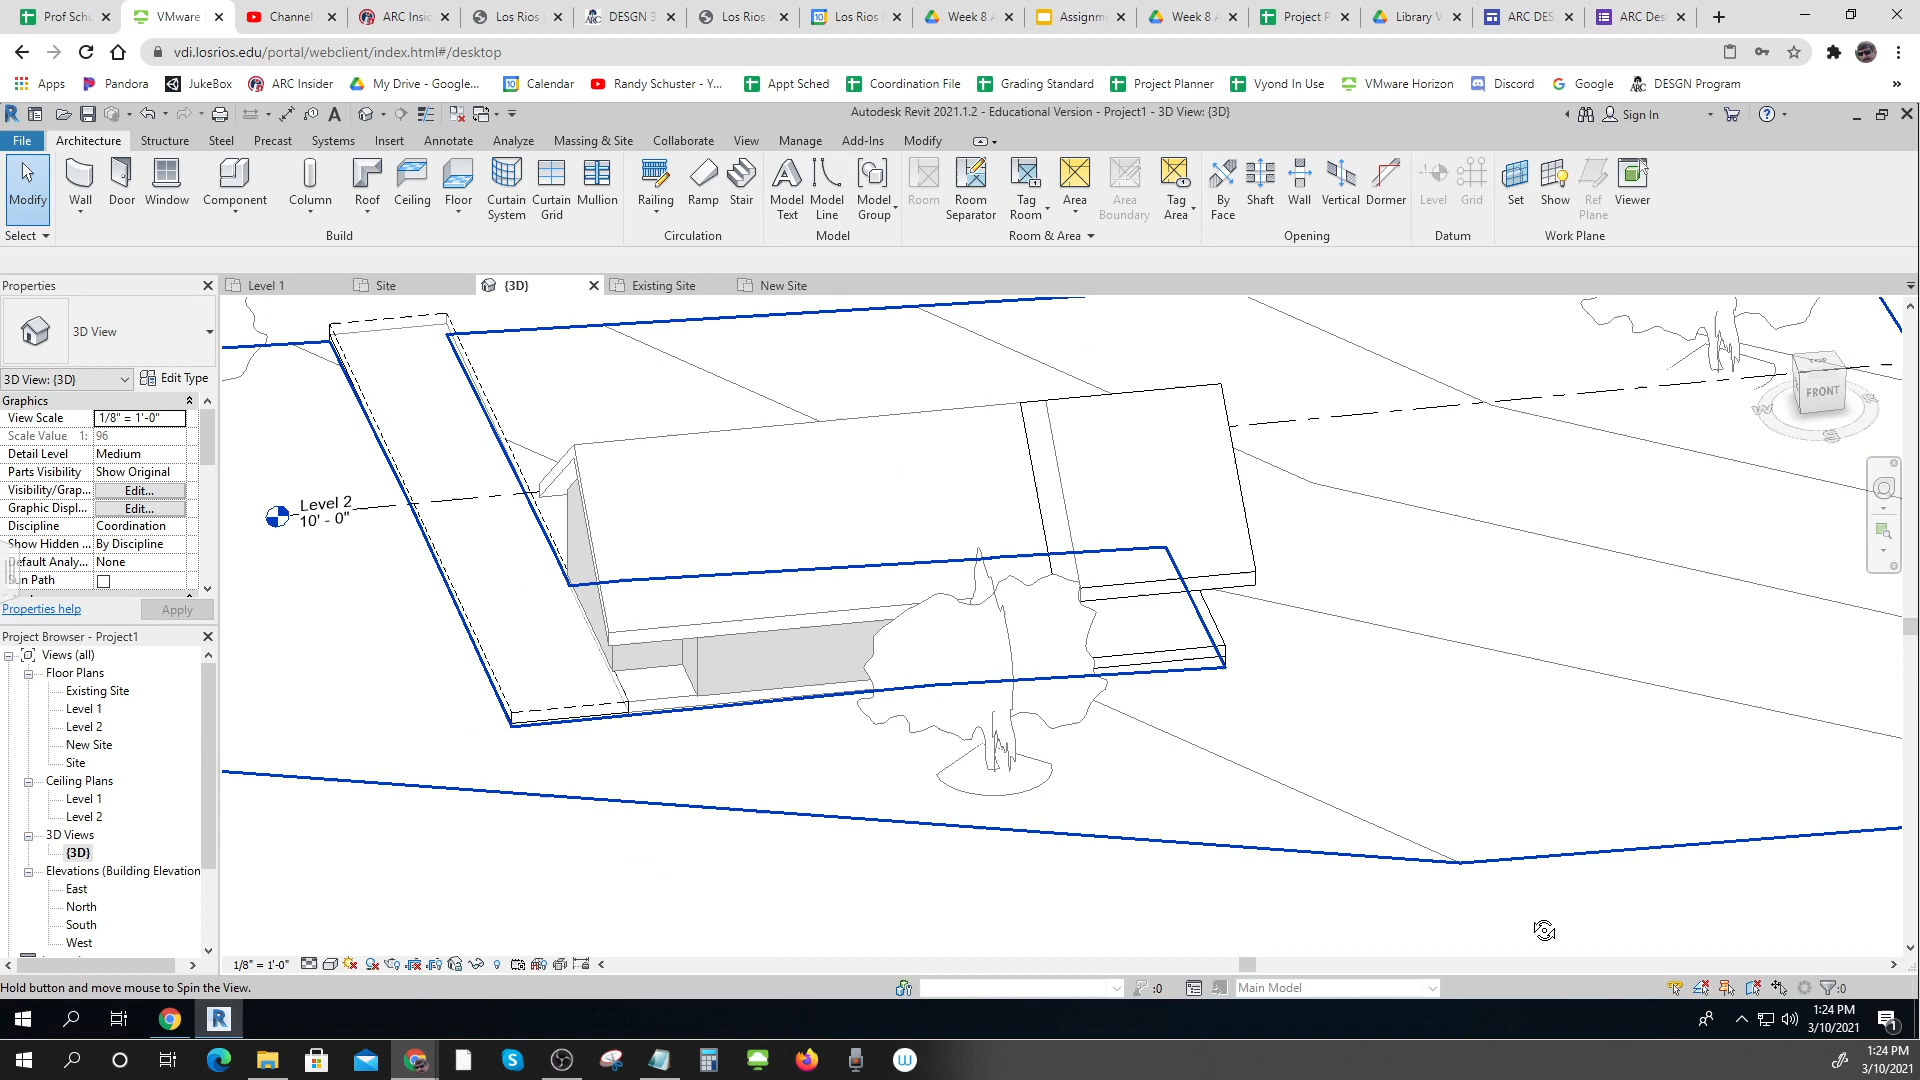 Prof Schu
VMware
Channel
ARC Insid
Los Rios
DESGN 3
Los Rios
Los Rios
Week 8 A
Assignm
Week 8 A
Project P
Library V
ARC DES
ARC Des
vdi.losrios.edu/portal/webclient/index.html#/desktop
Apps
Pandora
JukeBox
ARC Insider
My Drive - Google...
Calendar
Randy Schuster - Y...
Appt Sched
Coordination File
Grading Standard
Project Planner
Vyond In Use
VMware Horizon
Discord
Google
DESGN Program
Autodesk Revit 2021.1.2 - Educational Version - Project1 - 3D View: {3D}
Sign In
File
Architecture
Structure
Steel
Precast
Systems
Insert
Annotate
Analyze
Massing & Site
Collaborate
View
Manage
Add-Ins
Modify
Modify
Wall
Door
Window
Component
Column
Roof
Ceiling
Floor
Curtain System
Curtain Grid
Mullion
Railing
Ramp
Stair
Model Text
Model Line
Model Group
Room
Room Separator
Tag Room
Area
Area Boundary
Tag Area
By Face
Shaft
Wall
Vertical
Dormer
Level
Grid
Set
Show
Ref Plane
Viewer
Select
Build
Circulation
Model
Room & Area
Opening
Datum
Work Plane
Properties
Level 1
Site
{3D}
Existing Site
New Site
3D View
3D View: {3D}
Edit Type
Graphics
View Scale 1/8" = 1'-0"
Scale Value 1: 96
Detail Level Medium
Parts Visibility Show Original
Visibility/Grap... Edit...
Graphic Displ... Edit...
Discipline Coordination
Show Hidden ... By Discipline
Default Analy... None
Sun Path
Properties help
Apply
Project Browser - Project1
Views (all)
Floor Plans
Existing Site
Level 1
Level 2
New Site
Site
Ceiling Plans
Level 1
Level 2
3D Views
{3D}
Elevations (Building Elevation
East
North
South
West
Level 2
10' - 0"
TOP
FRONT
W
E
S
1/8" = 1'-0"
Hold button and move mouse to Spin the View.
:0
Main Model
:0
1:24 PM
3/10/2021
1
1:24 PM
3/10/2021